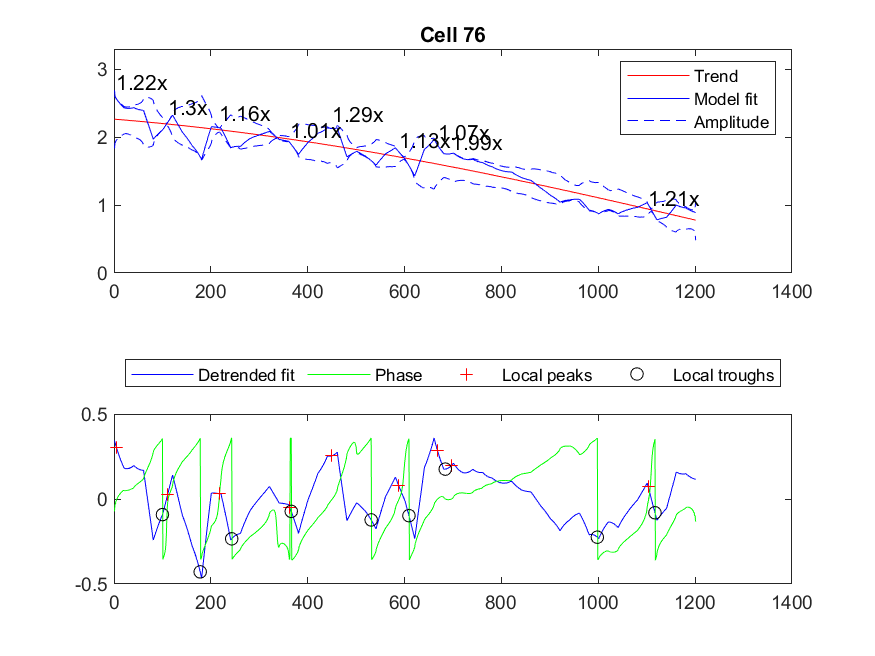 Cell 76
3
2
1
0
1.22x
1.3x
1.16x
1.01x
1.29x
1.13x
1.07x
1.99x
1.21x
Trend
Model fit
Amplitude
0 200 400 600 800 1000 1200 1400
Detrended fit Phase Local peaks Local troughs
0.5
0
-0.5
0 200 400 600 800 1000 1200 1400